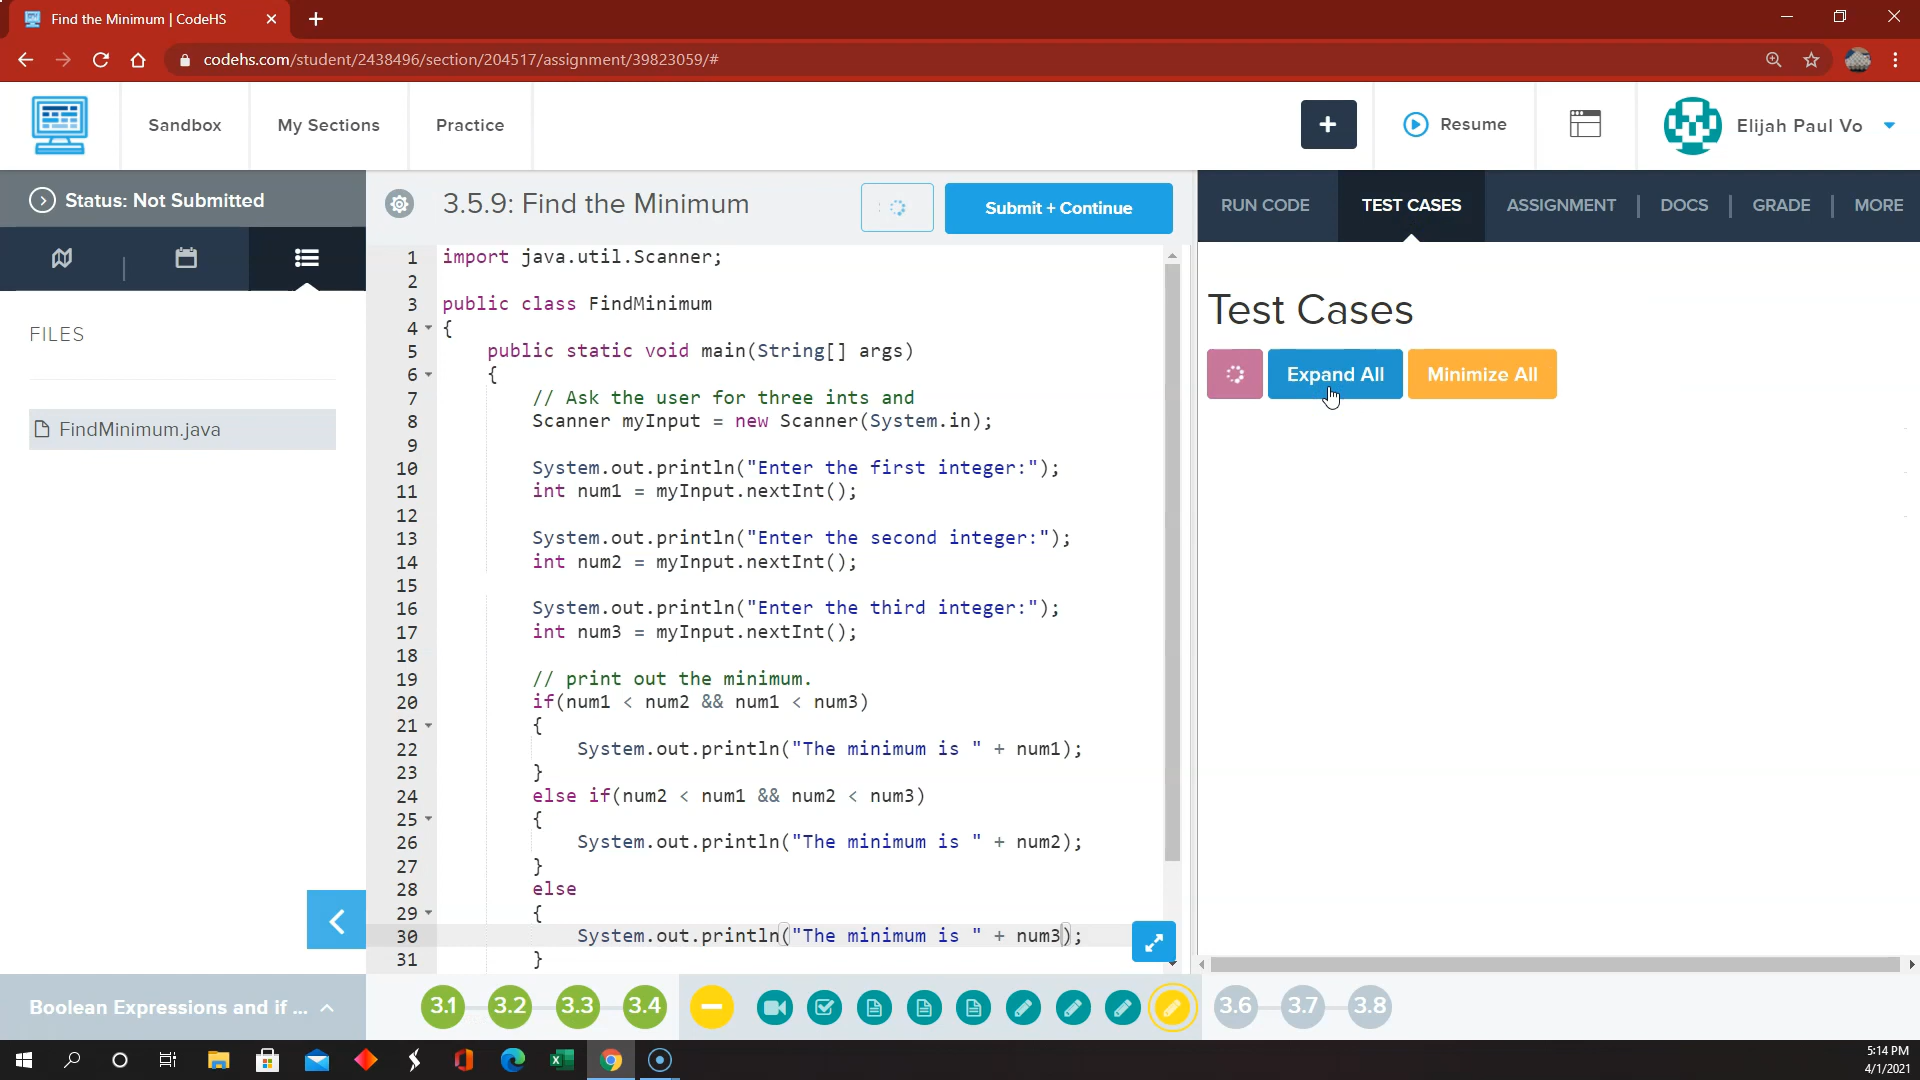 Find the Minimum | CodeHS
codehs.com/student/2438496/section/204517/assignment/39823059/#
Sandbox
My Sections
Practice
+
Resume
Elijah Paul Vo
Status: Not Submitted
3.5.9: Find the Minimum
Submit + Continue
RUN CODE
TEST CASES
ASSIGNMENT
DOCS
GRADE
MORE
FILES
FindMinimum.java
1 import java.util.Scanner;
2
3 public class FindMinimum
4 {
5 public static void main(String[] args)
6 {
7 // Ask the user for three ints and
8 Scanner myInput = new Scanner(System.in);
9
10 System.out.println("Enter the first integer:");
11 int num1 = myInput.nextInt();
12
13 System.out.println("Enter the second integer:");
14 int num2 = myInput.nextInt();
15
16 System.out.println("Enter the third integer:");
17 int num3 = myInput.nextInt();
18
19 // print out the minimum.
20 if(num1 < num2 && num1 < num3)
21 {
22 System.out.println("The minimum is " + num1);
23 }
24 else if(num2 < num1 && num2 < num3)
25 {
26 System.out.println("The minimum is " + num2);
27 }
28 else
29 {
30 System.out.println("The minimum is " + num3);
31 }
Test Cases
Expand All
Minimize All
Boolean Expressions and if ...
3.1
3.2
3.3
3.4
3.6
3.7
3.8
5:14 PM
4/1/2021